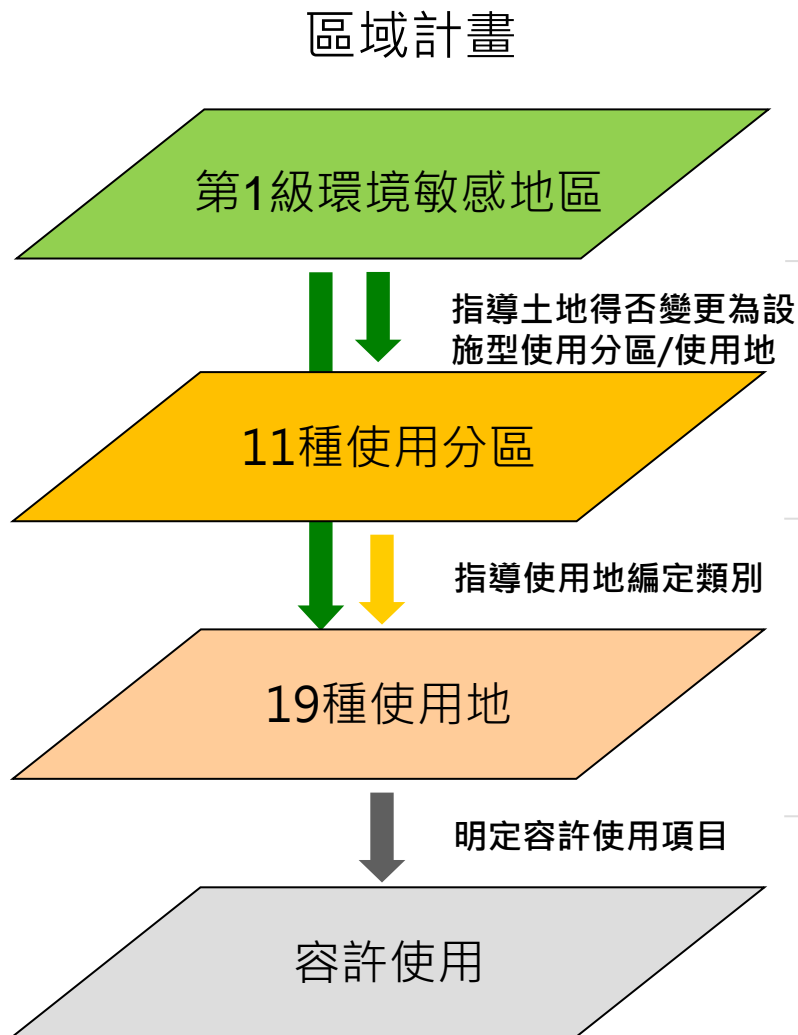 區域計畫
第1級環境敏感地區
指導土地得否變更為設
施型使用分區/使用地
11種使用分區
指導使用地編定類別
19種使用地
明定容許使用項目
容許使用